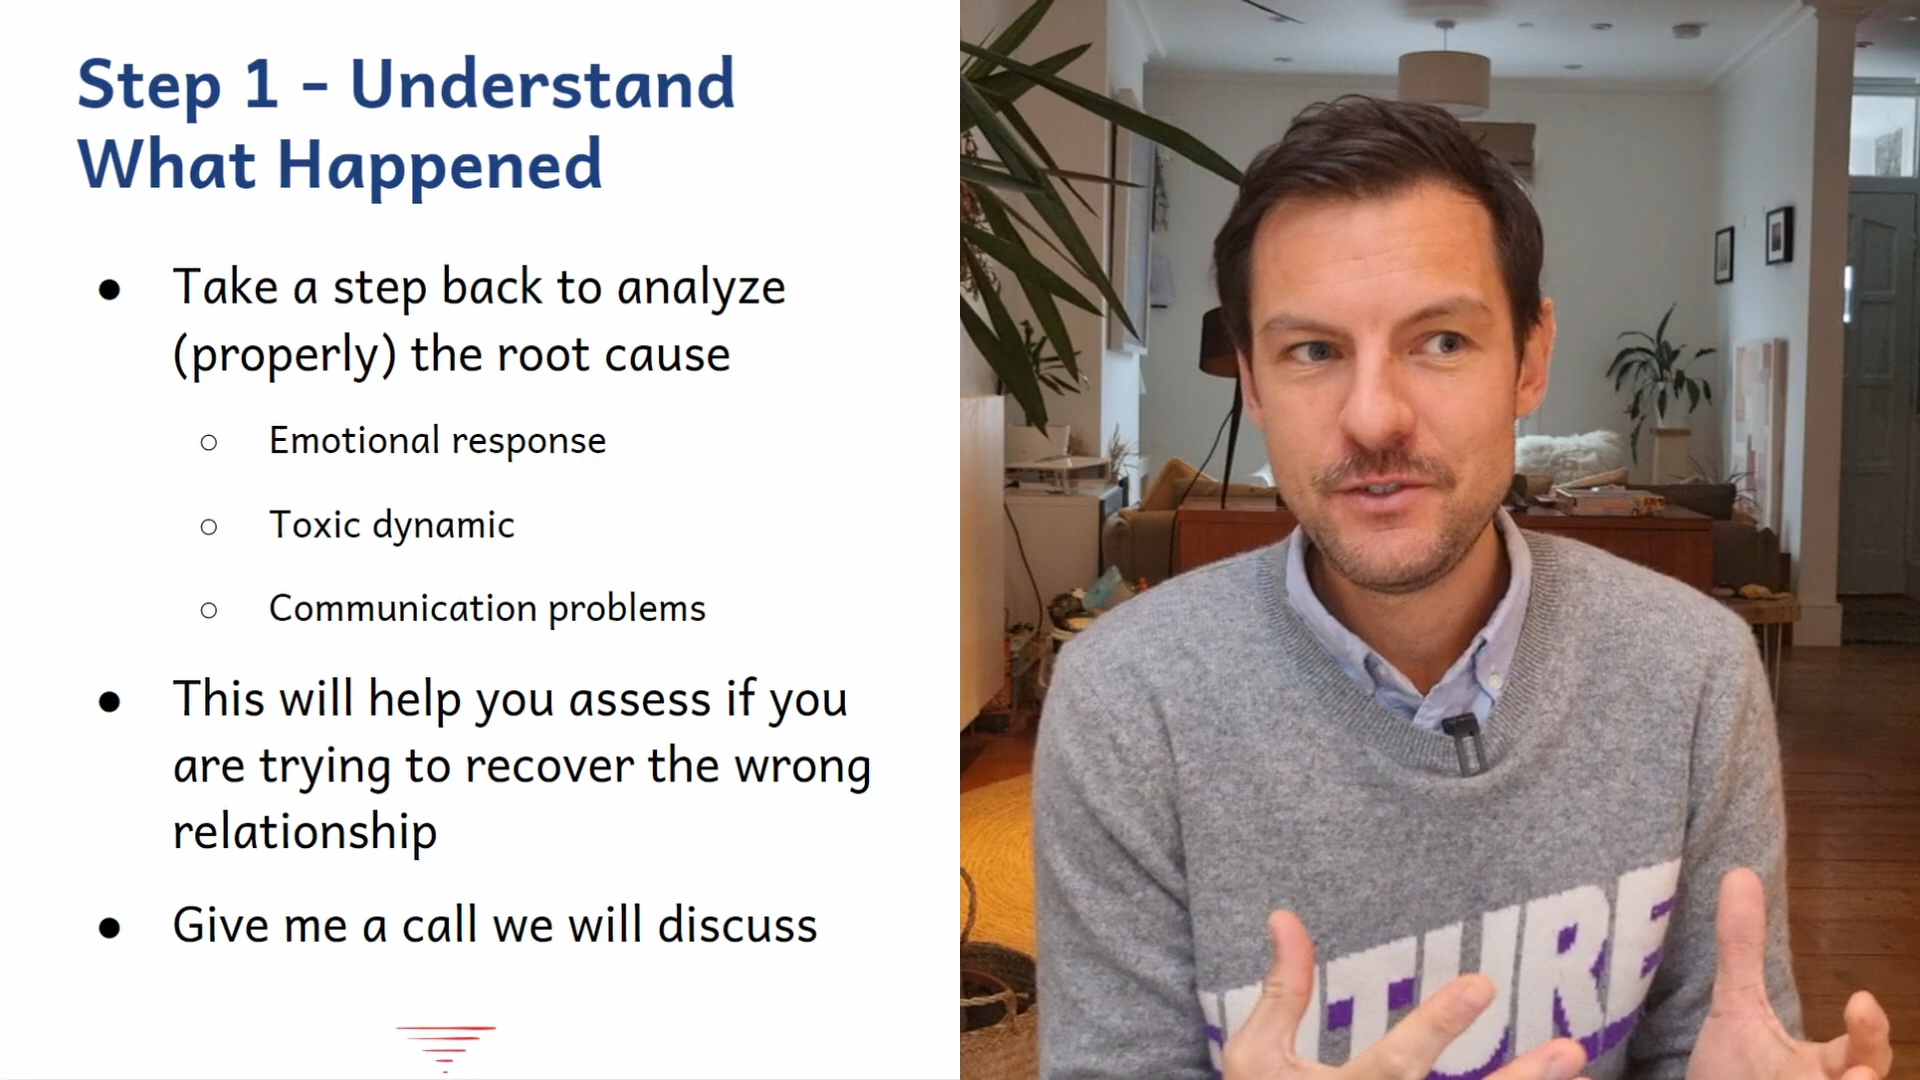 Step 1 - Understand
What Happened
● Take a step back to analyze
(properly) the root cause
○ Emotional response
○ Toxic dynamic
○ Communication problems
● This will help you assess if you
are trying to recover the wrong
relationship
● Give me a call we will discuss